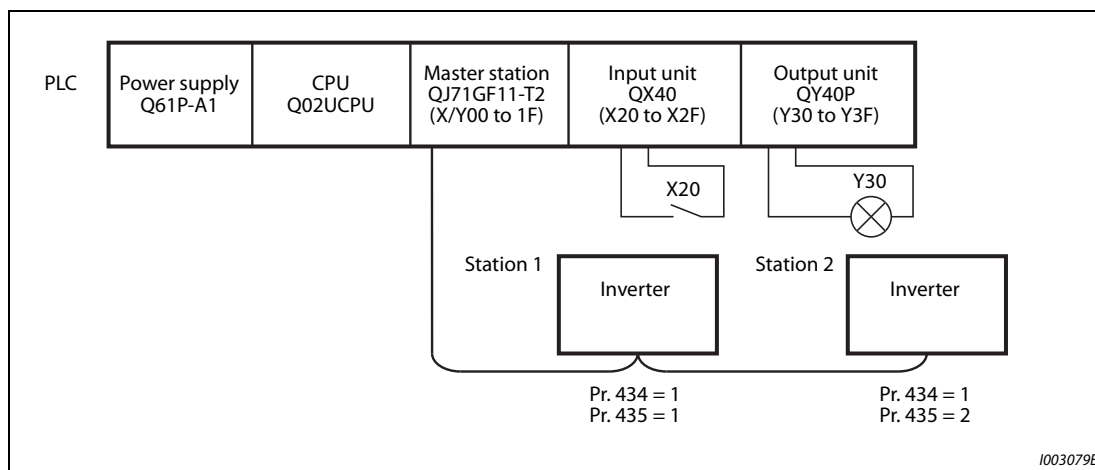 PLC
Power supply
Q61P-A1
CPU
Q02UCPU
Master station
QJ71GF11-T2
(X/Y00 to 1F)
Input unit
QX40
(X20 to X2F)
Output unit
QY40P
(Y30 to Y3F)
X20
Y30
Station 1
Inverter
Station 2
Inverter
Pr. 434 = 1
Pr. 435 = 1
Pr. 434 = 1
Pr. 435 = 2
I003079E